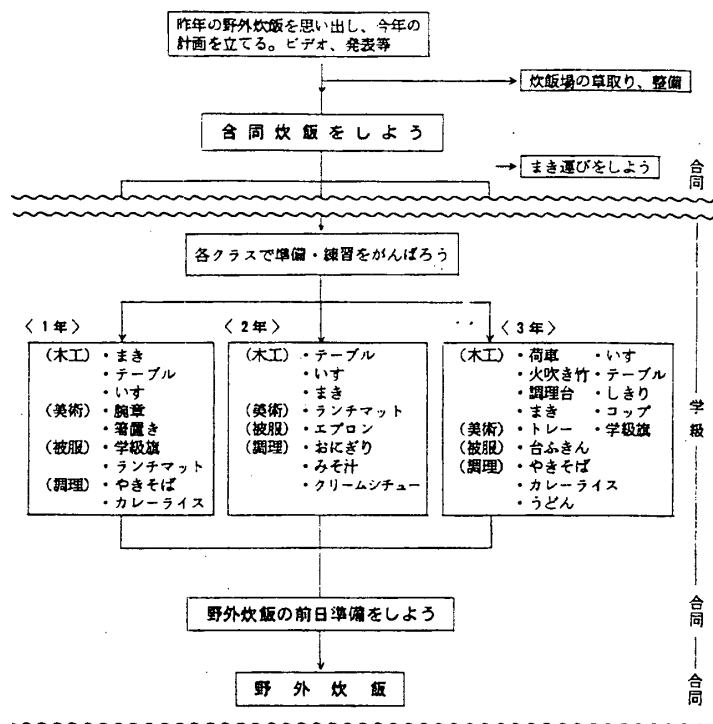 昨年の野外炊飯を思い出し、今年の
計画を立てる。ビデオ、発表等
炊飯場の草取り、整備
合同炊飯をしよう
まき運びをしよう
合同
各クラスで準備・練習をがんばろう
〈1年〉
(木工)・まき
・テーブル
・いす
(美術)・腕章
・箸置き
(被服)・学級旗
・ランチマット
(調理)・やきそば
・カレーライス
〈2年〉
(木工)・テーブル
・いす
・まき
(美術)・ランチマット
(被服)・エプロン
(調理)・おにぎり
・みそ汁
・クリームシチュー
〈3年〉
(木工)・荷車 ・いす
・火吹き竹 ・テーブル
・調理台 ・しきり
・まき ・コップ
(美術)・トレー ・学級旗
(被服)・台ふきん
(調理)・やきそば
・カレーライス
・うどん
学級
野外炊飯の前日準備をしよう
合同
野外炊飯
合同